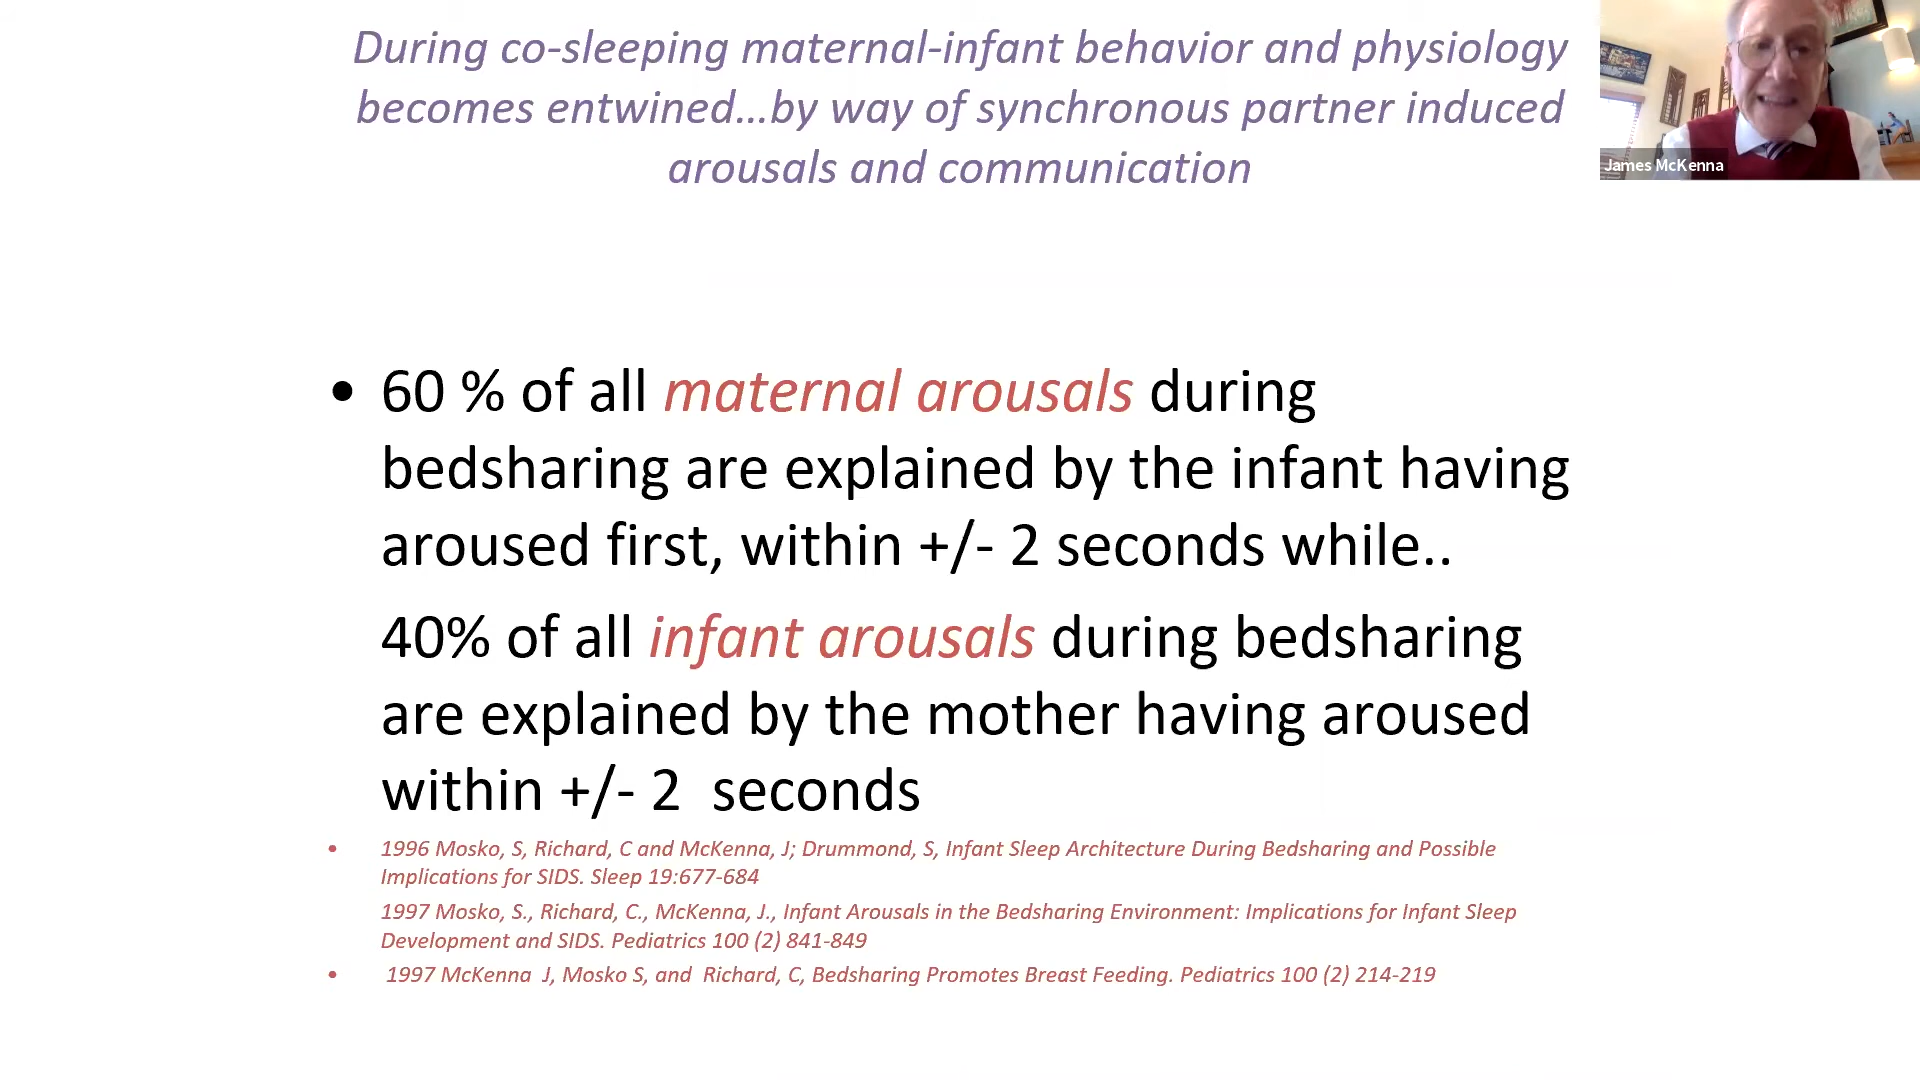 During co-sleeping maternal-infant behavior and physiology
becomes entwined...by way of synchronous partner induced
arousals and communication
James McKenna
• 60 % of all maternal arousals during
bedsharing are explained by the infant having
aroused first, within +/- 2 seconds while..
40% of all infant arousals during bedsharing
are explained by the mother having aroused
within +/- 2 seconds
• 1996 Mosko, S, Richard, C and McKenna, J; Drummond, S, Infant Sleep Architecture During Bedsharing and Possible
Implications for SIDS. Sleep 19:677-684
1997 Mosko, S., Richard, C., McKenna, J., Infant Arousals in the Bedsharing Environment: Implications for Infant Sleep
Development and SIDS. Pediatrics 100 (2) 841-849
• 1997 McKenna J, Mosko S, and Richard, C, Bedsharing Promotes Breast Feeding. Pediatrics 100 (2) 214-219